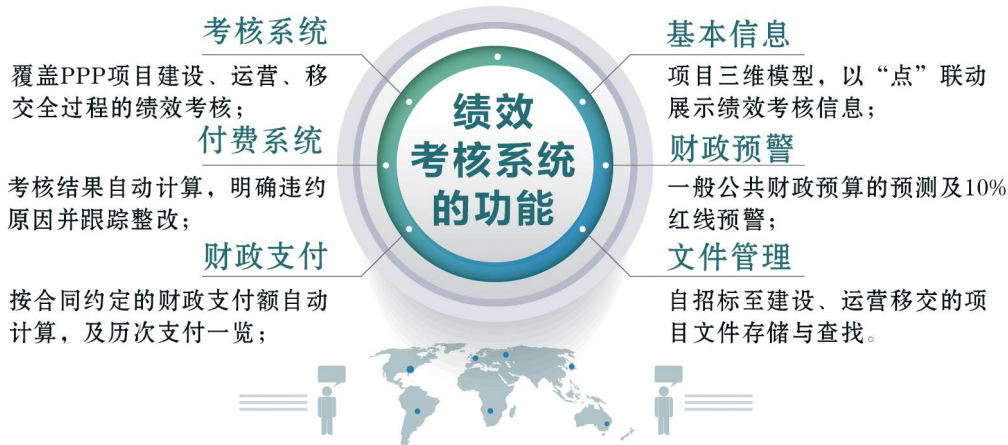 考核系统
覆盖PPP项目建设、运营、移
交全过程的绩效考核；
付费系统
考核结果自动计算，明确违约
原因并跟踪整改；
财政支付
按合同约定的财政支付额自动
计算，及历次支付一览；
绩效
考核系统
的功能
基本信息
项目三维模型，以“点”联动
展示绩效考核信息；
财政预警
一般公共财政预算的预测及10%
红线预警；
文件管理
自招标至建设、运营移交的项
目文件存储与查找。